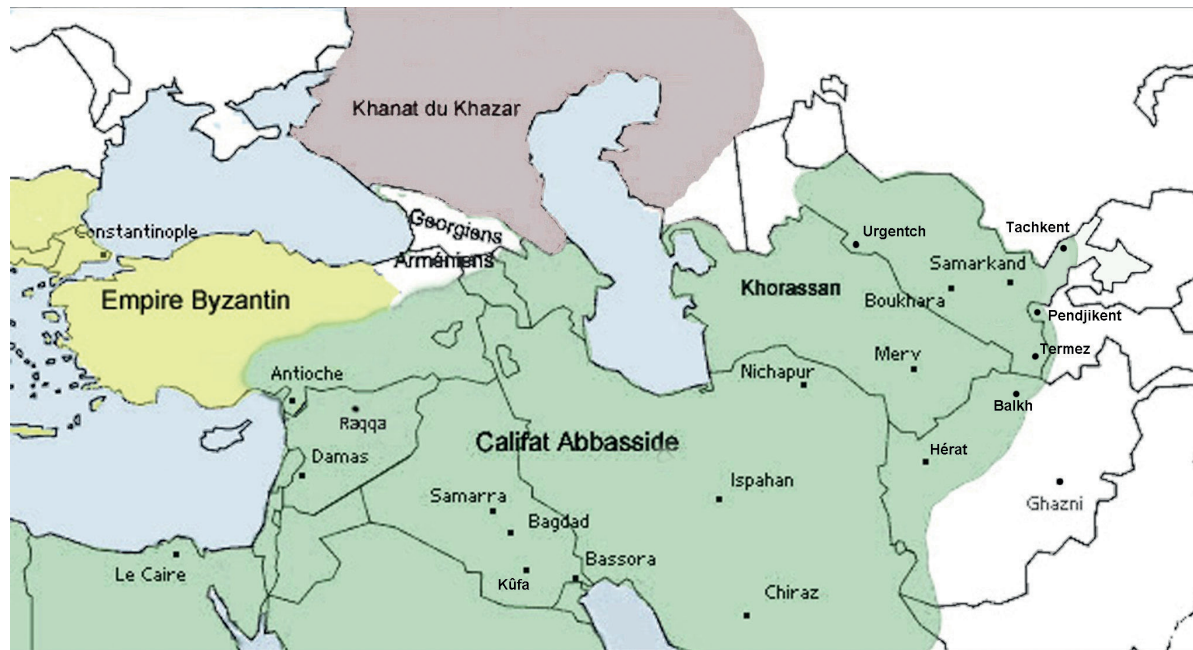 Khanat du Khazar
Georgiens
Arméniens
Constantinople
Empire Byzantin
Urgentch
Tachkent
Samarkand
Khorassan
Boukhara
Pendjikent
Termez
Merv
Nichapur
Balkh
Antioche
Raqqa
Califat Abbasside
Hérat
Damas
Ispahan
Samarra
Ghazni
Bagdad
Bassora
Le Caire
Kûfa
Chiraz